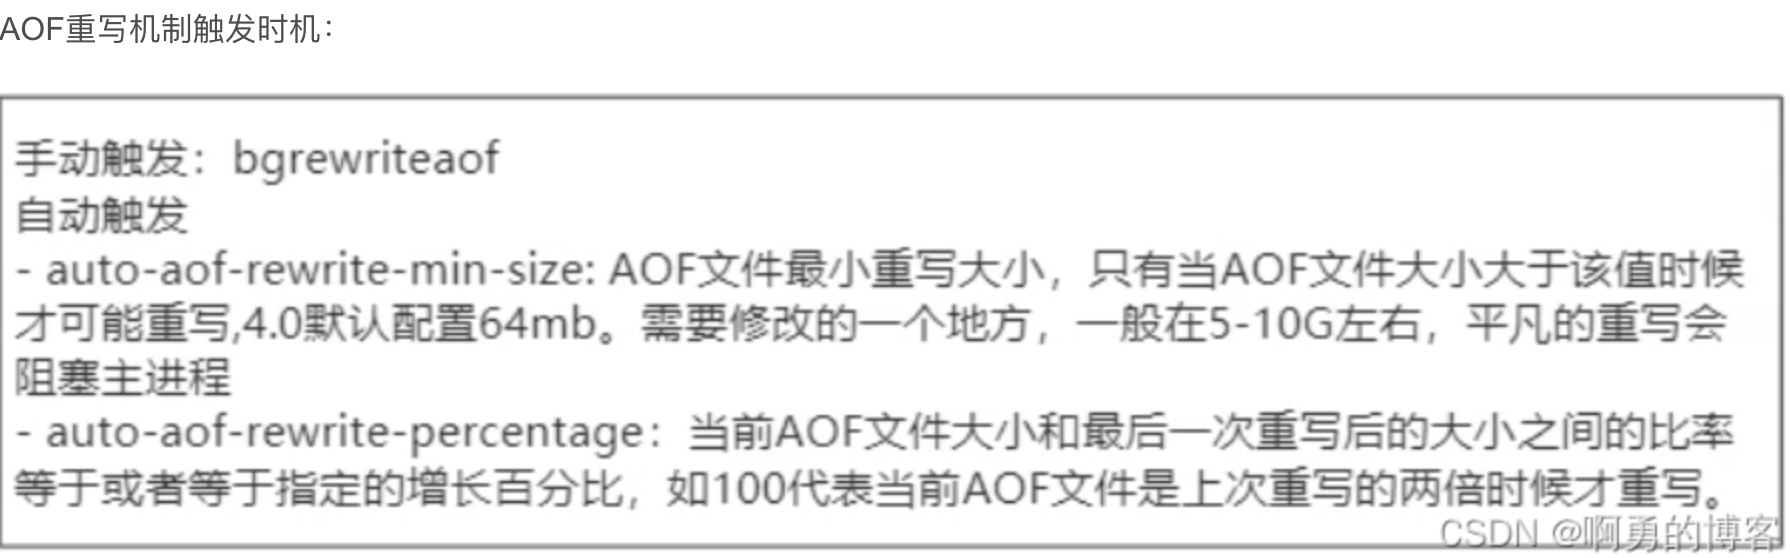 AOF重写机制触发时机：
手动触发：bgrewriteaof
自动触发
- auto-aof-rewrite-min-size: AOF文件最小重写大小，只有当AOF文件大小大于该值时候
才可能重写,4.0默认配置64mb。需要修改的一个地方，一般在5-10G左右，平凡的重写会
阻塞主进程
- auto-aof-rewrite-percentage：当前AOF文件大小和最后一次重写后的大小之间的比率
等于或者等于指定的增长百分比，如100代表当前AOF文件是上次重写的两倍时候才重写。
CSDN @啊勇的博客